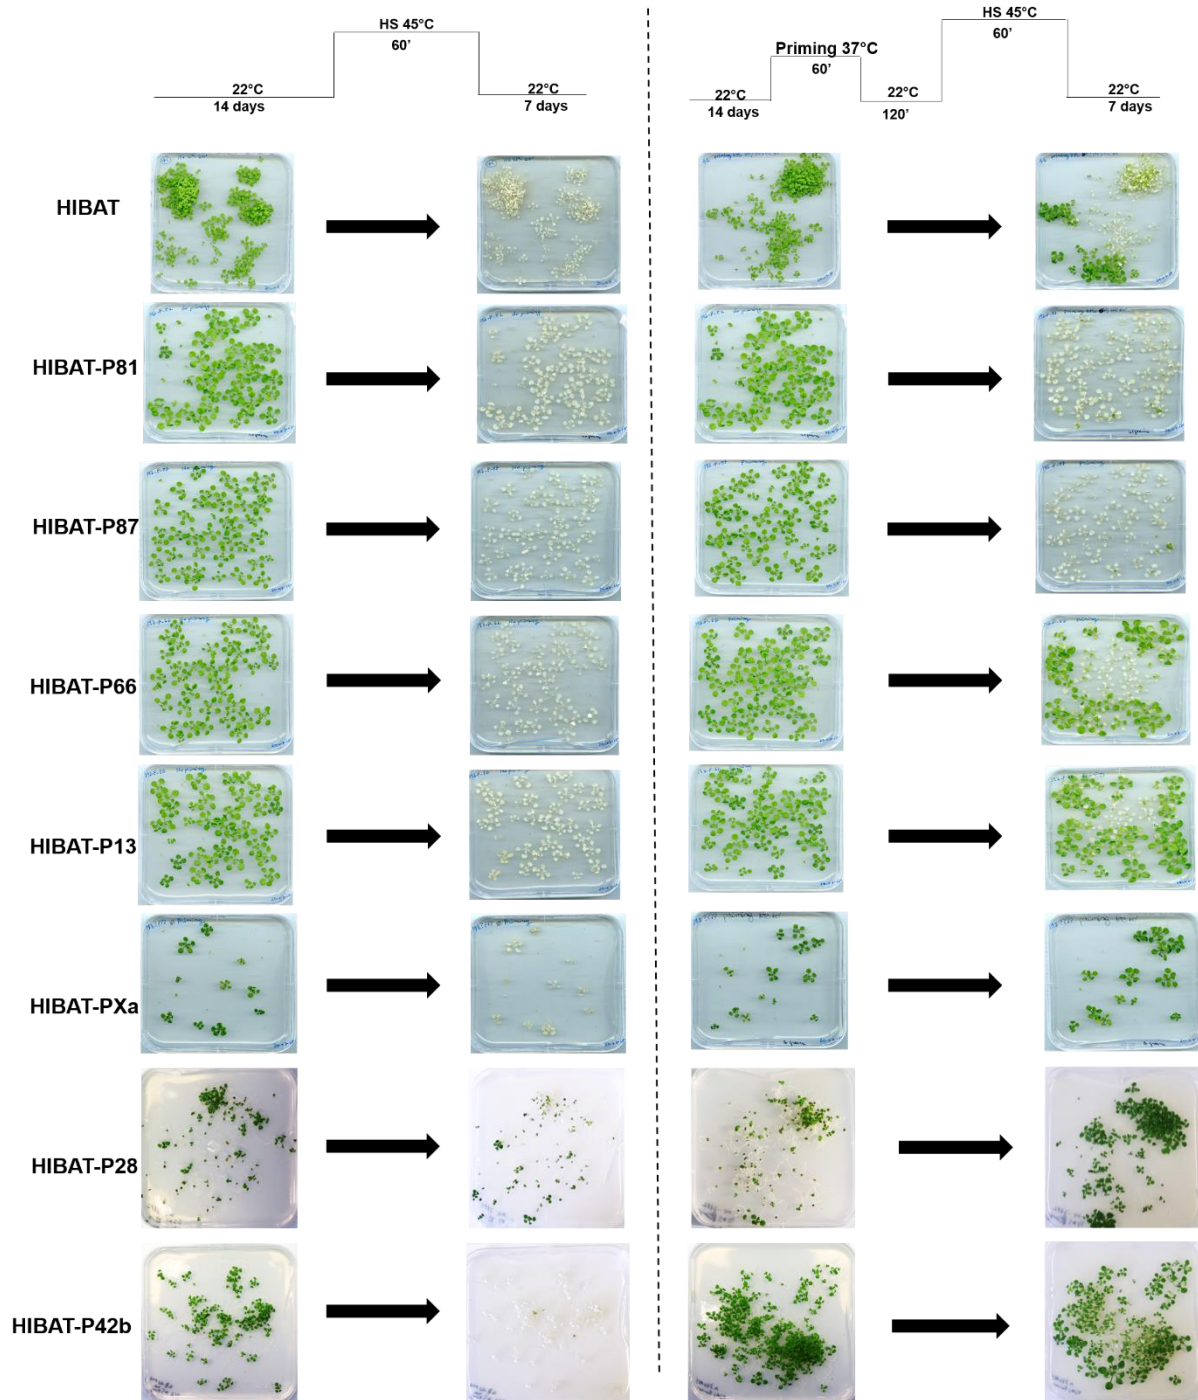 HS 45°C
60’
22°C
14 days
22°C
7 days
Priming 37°C
60’
22°C
14 days
22°C
120’
HS 45°C
60’
22°C
7 days
HIBAT
HIBAT-P81
HIBAT-P87
HIBAT-P66
HIBAT-P13
HIBAT-PXa
HIBAT-P28
HIBAT-P42b